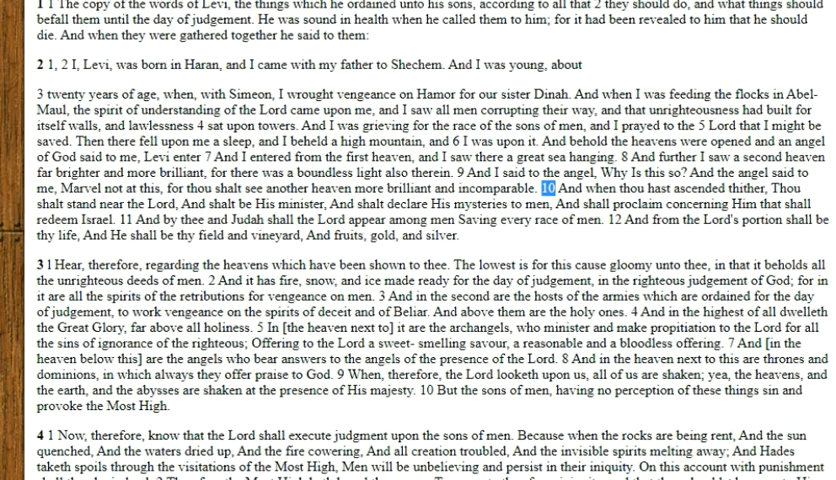 1 1 The copy of the words of Levi, the things which he ordained unto his sons, according to all that 2 they should do, and what things should
befall them until the day of judgement. He was sound in health when he called them to him; for it had been revealed to him that he should
die. And when they were gathered together he said to them:
2 1, 2 I, Levi, was born in Haran, and I came with my father to Shechem. And I was young, about
3 twenty years of age, when, with Simeon, I wrought vengeance on Hamor for our sister Dinah. And when I was feeding the flocks in Abel-
Maul, the spirit of understanding of the Lord came upon me, and I saw all men corrupting their way, and that unrighteousness had built for
itself walls, and lawlessness 4 sat upon towers. And I was grieving for the race of the sons of men, and I prayed to the 5 Lord that I might be
saved. Then there fell upon me a sleep, and I beheld a high mountain, and 6 I was upon it. And behold the heavens were opened and an angel
of God said to me, Levi enter 7 And I entered from the first heaven, and I saw there a great sea hanging. 8 And further I saw a second heaven
far brighter and more brilliant, for there was a boundless light also therein. 9 And I said to the angel, Why Is this so? And the angel said to
me, Marvel not at this, for thou shalt see another heaven more brilliant and incomparable. 10 And when thou hast ascended thither, Thou
shalt stand near the Lord, And shalt be His minister, And shalt declare His mysteries to men, And shall proclaim concerning Him that shall
redeem Israel. 11 And by thee and Judah shall the Lord appear among men Saving every race of men. 12 And from the Lord's portion shall be
thy life, And He shall be thy field and vineyard, And fruits, gold, and silver.
3 1 Hear, therefore, regarding the heavens which have been shown to thee. The lowest is for this cause gloomy unto thee, in that it beholds all
the unrighteous deeds of men. 2 And it has fire, snow, and ice made ready for the day of judgement, in the righteous judgement of God; for in
it are all the spirits of the retributions for vengeance on men. 3 And in the second are the hosts of the armies which are ordained for the day
of judgement, to work vengeance on the spirits of deceit and of Beliar. And above them are the holy ones. 4 And in the highest of all dwelleth
the Great Glory, far above all holiness. 5 In [the heaven next to] it are the archangels, who minister and make propitiation to the Lord for all
the sins of ignorance of the righteous; Offering to the Lord a sweet- smelling savour, a reasonable and a bloodless offering. 7 And [in the
heaven below this] are the angels who bear answers to the angels of the presence of the Lord. 8 And in the heaven next to this are thrones and
dominions, in which always they offer praise to God. 9 When, therefore, the Lord looketh upon us, all of us are shaken; yea, the heavens, and
the earth, and the abysses are shaken at the presence of His majesty. 10 But the sons of men, having no perception of these things sin and
provoke the Most High.
4 1 Now, therefore, know that the Lord shall execute judgment upon the sons of men. Because when the rocks are being rent, And the sun
quenched, And the waters dried up, And the fire cowering, And all creation troubled, And the invisible spirits melting away; And Hades
taketh spoils through the visitations of the Most High, Men will be unbelieving and persist in their iniquity. On this account with punishment